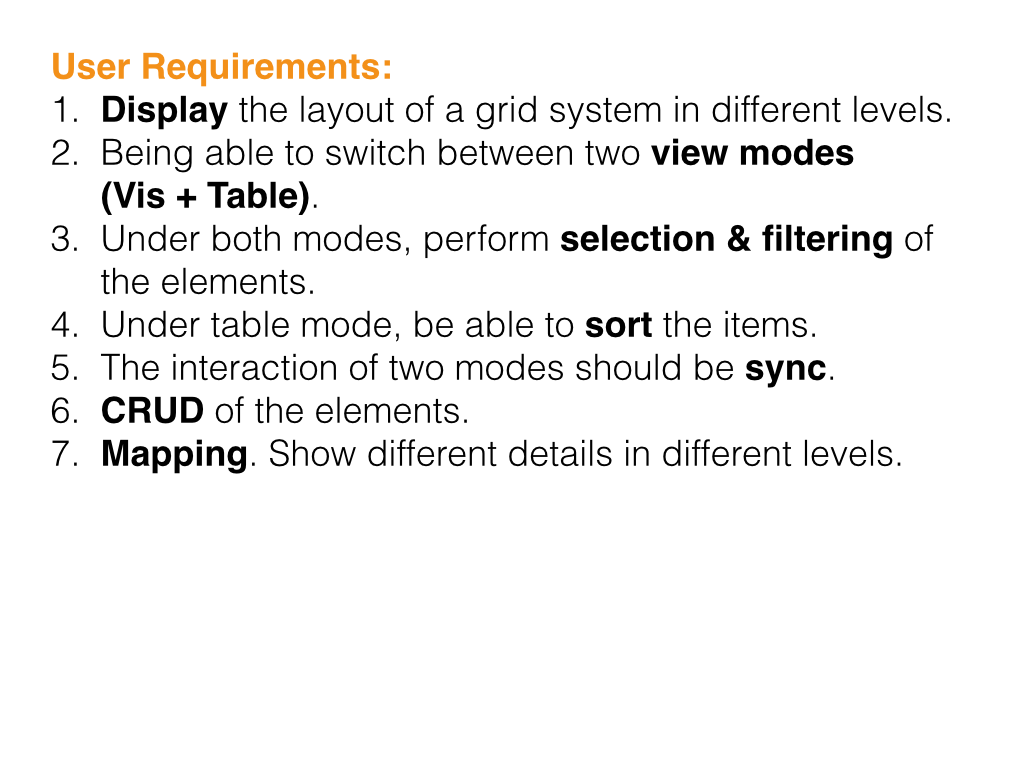 User Requirements:
1. Display the layout of a grid system in different levels.
2. Being able to switch between two view modes
(Vis + Table).
3. Under both modes, perform selection & filtering of
the elements.
4. Under table mode, be able to sort the items.
5. The interaction of two modes should be sync.
6. CRUD of the elements.
7. Mapping. Show different details in different levels.